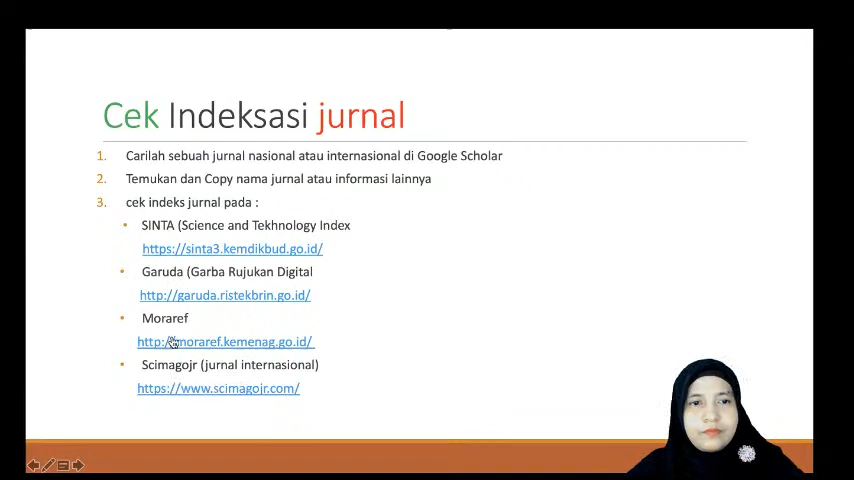 Cek Indeksasi jurnal
1. Carilah sebuah jurnal nasional atau internasional di Google Scholar
2. Temukan dan Copy nama jurnal atau informasi lainnya
3. cek indeks jurnal pada :
• SINTA (Science and Tekhnology Index
https://sinta3.kemdikbud.go.id/
• Garuda (Garba Rujukan Digital
http://garuda.ristekbrin.go.id/
• Moraref
http://moraref.kemenag.go.id/
• Scimagojr (jurnal internasional)
https://www.scimagojr.com/